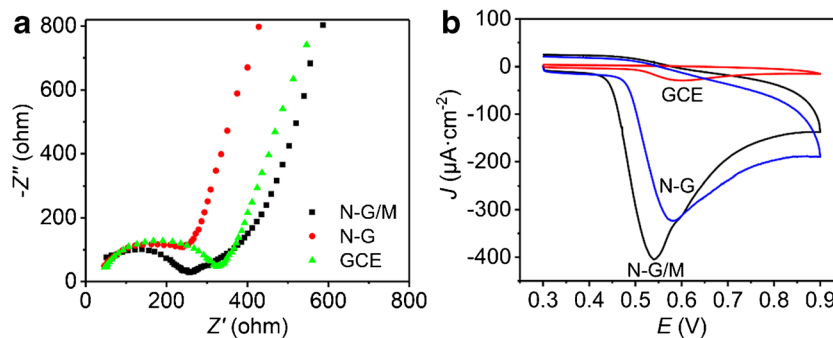 a
800
600
400
200
0
-Z″ (ohm)
0 200 400 600 800
Z′ (ohm)
N-G/M
N-G
GCE
b
100
0
-100
-200
-300
-400
J (µA·cm⁻²)
0.3 0.4 0.5 0.6 0.7 0.8 0.9
E (V)
GCE
N-G
N-G/M